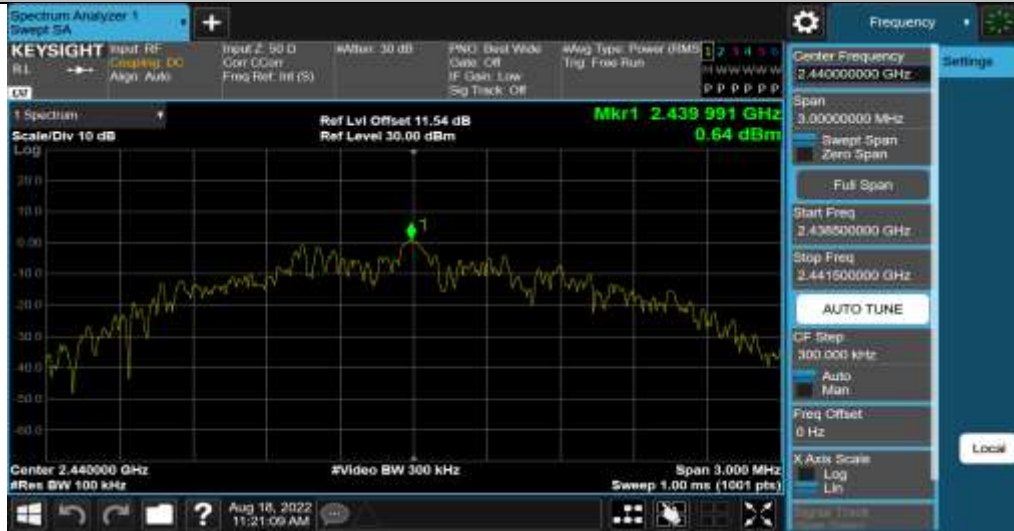 Spectrum Analyzer 1
Swept SA
+
Frequency
KEYSIGHT
RL
LXI
Input: RF
Coupling: DC
Align: Auto
Input Z: 50 Ω
Corr CCorr
Freq Ref: Int (S)
#Atten: 30 dB
PNO: Best Wide
Gate: Off
IF Gain: Low
Sig Track: Off
#Avg Type: Power (RMS
Trig: Free Run
1 2 3 4 5 6
M W W W W W
P P P P P P
1 Spectrum
Scale/Div 10 dB
Ref Lvl Offset 11.54 dB
Ref Level 30.00 dBm
Mkr1 2.439 991 GHz
0.64 dBm
Log
20.0
10.0
0.00
-10.0
-20.0
-30.0
-40.0
-50.0
-60.0
1
Center 2.440000 GHz
#Res BW 100 kHz
#Video BW 300 kHz
Span 3.000 MHz
Sweep 1.00 ms (1001 pts)
Aug 18, 2022
11:21:09 AM
?
Center Frequency
2.440000000 GHz
Settings
Span
3.00000000 MHz
Swept Span
Zero Span
Full Span
Start Freq
2.438500000 GHz
Stop Freq
2.441500000 GHz
AUTO TUNE
CF Step
300.000 kHz
Auto
Man
Freq Offset
0 Hz
X Axis Scale
Log
Lin
Local
Signal Track